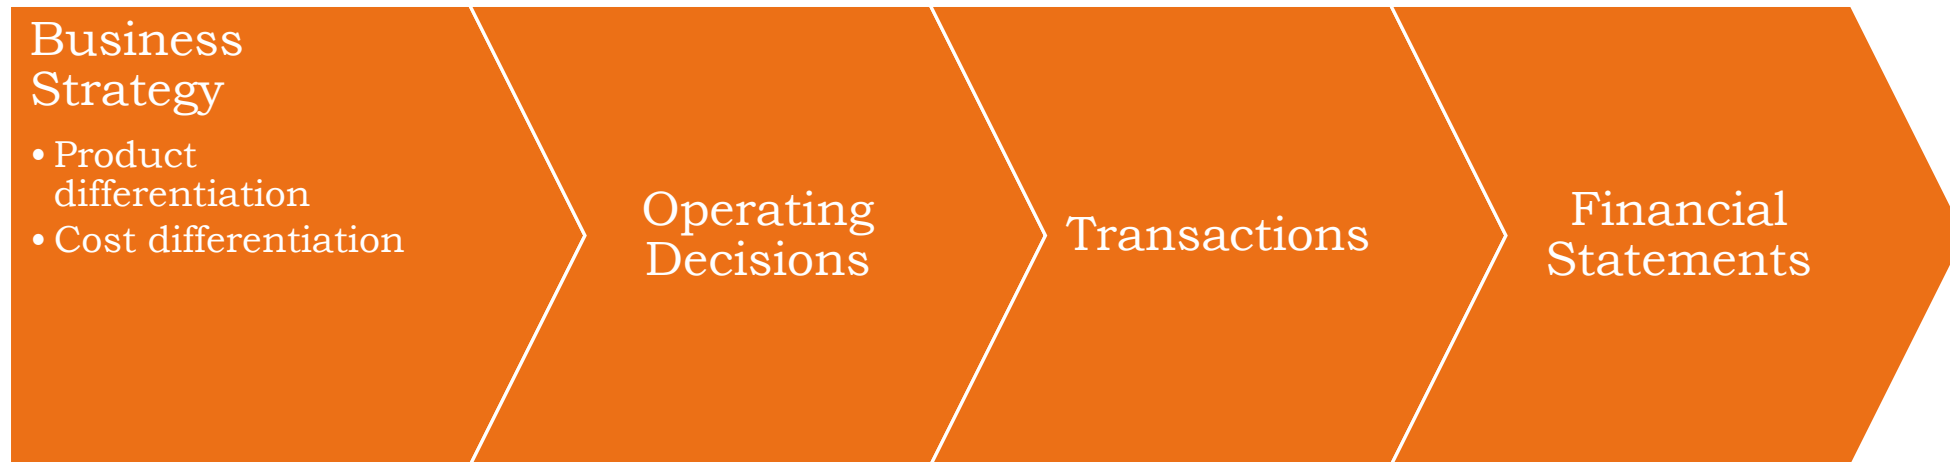 Business
Strategy
• Product
differentiation
• Cost differentiation
Operating
Decisions
Transactions
Financial
Statements